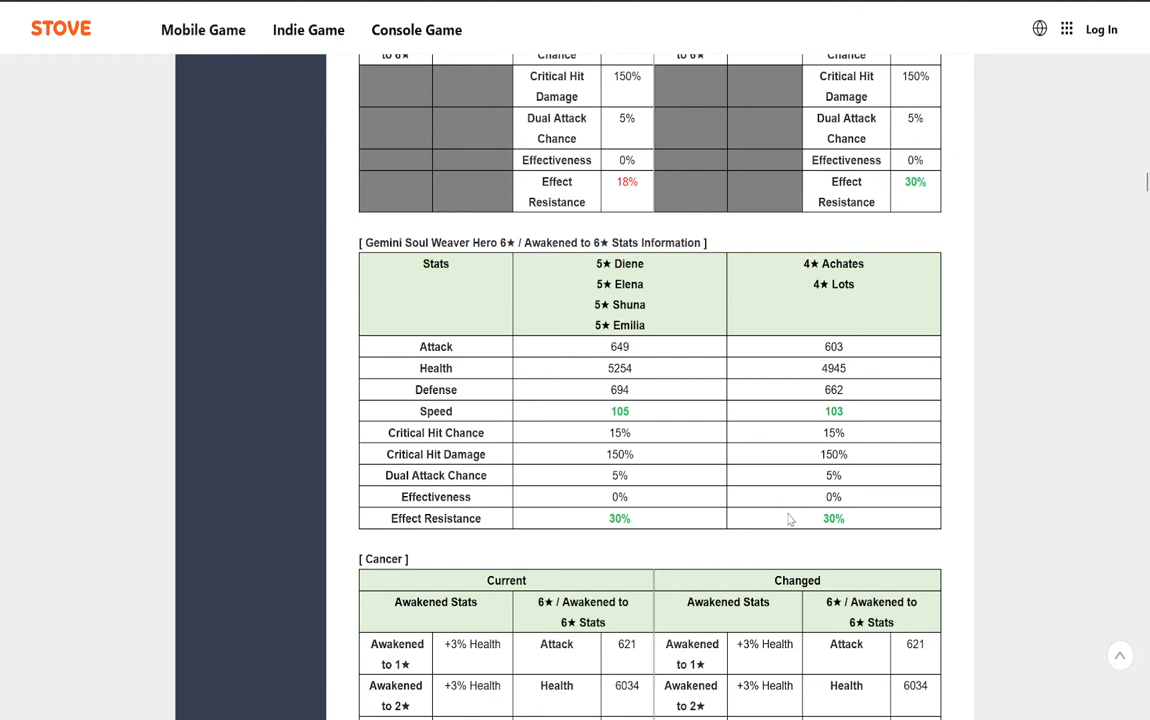 STOVE Mobile Game Indie Game Console Game Log In
to 6★ Chance to 6★ Chance
Critical Hit Damage 150% Critical Hit Damage 150%
Dual Attack Chance 5% Dual Attack Chance 5%
Effectiveness 0% Effectiveness 0%
Effect Resistance 18% Effect Resistance 30%
[ Gemini Soul Weaver Hero 6★ / Awakened to 6★ Stats Information ]
Stats 5★ Diene 4★ Achates
5★ Elena 4★ Lots
5★ Shuna
5★ Emilia
Attack 649 603
Health 5254 4945
Defense 694 662
Speed 105 103
Critical Hit Chance 15% 15%
Critical Hit Damage 150% 150%
Dual Attack Chance 5% 5%
Effectiveness 0% 0%
Effect Resistance 30% 30%
[ Cancer ]
Current Changed
Awakened Stats 6★ / Awakened to 6★ Stats Awakened Stats 6★ / Awakened to 6★ Stats
Awakened to 1★ +3% Health Attack 621 Awakened to 1★ +3% Health Attack 621
Awakened to 2★ +3% Health Health 6034 Awakened to 2★ +3% Health Health 6034